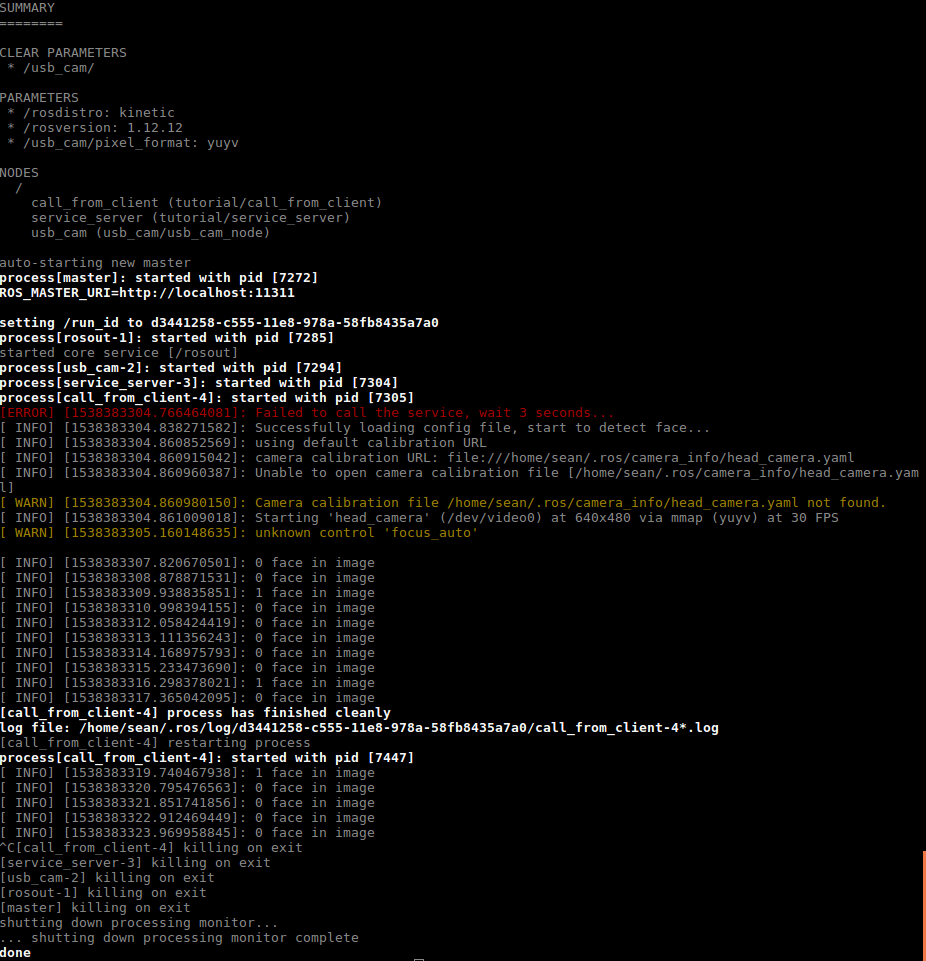 SUMMARY
========
CLEAR PARAMETERS
 * /usb_cam/
PARAMETERS
 * /rosdistro: kinetic
 * /rosversion: 1.12.12
 * /usb_cam/pixel_format: yuyv
NODES
  /
    call_from_client (tutorial/call_from_client)
    service_server (tutorial/service_server)
    usb_cam (usb_cam/usb_cam_node)
auto-starting new master
process[master]: started with pid [7272]
ROS_MASTER_URI=http://localhost:11311
setting /run_id to d3441258-c555-11e8-978a-58fb8435a7a0
process[rosout-1]: started with pid [7285]
started core service [/rosout]
process[usb_cam-2]: started with pid [7294]
process[service_server-3]: started with pid [7304]
process[call_from_client-4]: started with pid [7305]
[ERROR] [1538383304.766464081]: Failed to call the service, wait 3 seconds...
[ INFO] [1538383304.838271582]: Successfully loading config file, start to detect face...
[ INFO] [1538383304.860852569]: using default calibration URL
[ INFO] [1538383304.860915042]: camera calibration URL: file:///home/sean/.ros/camera_info/head_camera.yaml
[ INFO] [1538383304.860960387]: Unable to open camera calibration file [/home/sean/.ros/camera_info/head_camera.yam
l]
[ WARN] [1538383304.860980150]: Camera calibration file /home/sean/.ros/camera_info/head_camera.yaml not found.
[ INFO] [1538383304.861009018]: Starting 'head_camera' (/dev/video0) at 640x480 via mmap (yuyv) at 30 FPS
[ WARN] [1538383305.160148635]: unknown control 'focus_auto'
[ INFO] [1538383307.820670501]: 0 face in image
[ INFO] [1538383308.878871531]: 0 face in image
[ INFO] [1538383309.938835851]: 1 face in image
[ INFO] [1538383310.998394155]: 0 face in image
[ INFO] [1538383312.058424419]: 0 face in image
[ INFO] [1538383313.111356243]: 0 face in image
[ INFO] [1538383314.168975793]: 0 face in image
[ INFO] [1538383315.233473690]: 0 face in image
[ INFO] [1538383316.298378021]: 1 face in image
[ INFO] [1538383317.365042095]: 0 face in image
[call_from_client-4] process has finished cleanly
log file: /home/sean/.ros/log/d3441258-c555-11e8-978a-58fb8435a7a0/call_from_client-4*.log
[call_from_client-4] restarting process
process[call_from_client-4]: started with pid [7447]
[ INFO] [1538383319.740467938]: 1 face in image
[ INFO] [1538383320.795476563]: 0 face in image
[ INFO] [1538383321.851741856]: 0 face in image
[ INFO] [1538383322.912469449]: 0 face in image
[ INFO] [1538383323.969958845]: 0 face in image
^C[call_from_client-4] killing on exit
[service_server-3] killing on exit
[usb_cam-2] killing on exit
[rosout-1] killing on exit
[master] killing on exit
shutting down processing monitor...
... shutting down processing monitor complete
done